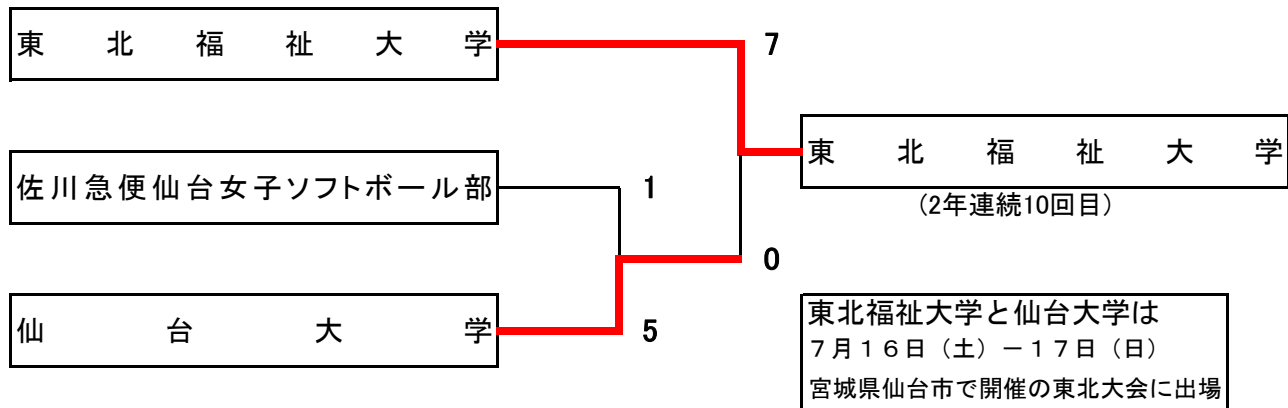 東北福祉大学
7
東北福祉大学
(2年連続10回目)
佐川急便仙台女子ソフトボール部
1
0
仙台大学
5
東北福祉大学と仙台大学は
7月16日(土)-17日(日)
宮城県仙台市で開催の東北大会に出場